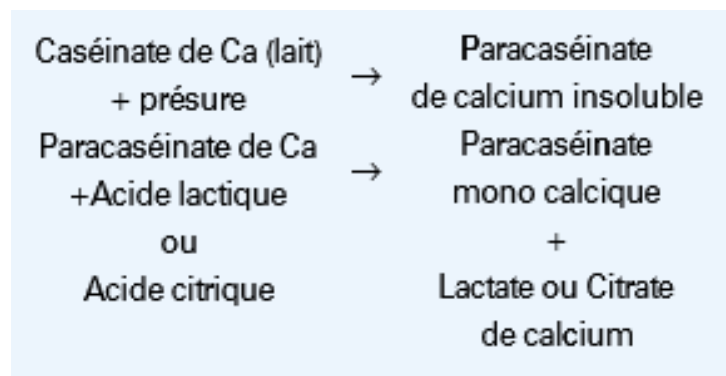 Caséinate de Ca (lait)
+ présure
→
Paracaséinate
de calcium insoluble
Paracaséinate de Ca
+Acide lactique
ou
Acide citrique
→
Paracaséinate
mono calcique
+
Lactate ou Citrate
de calcium